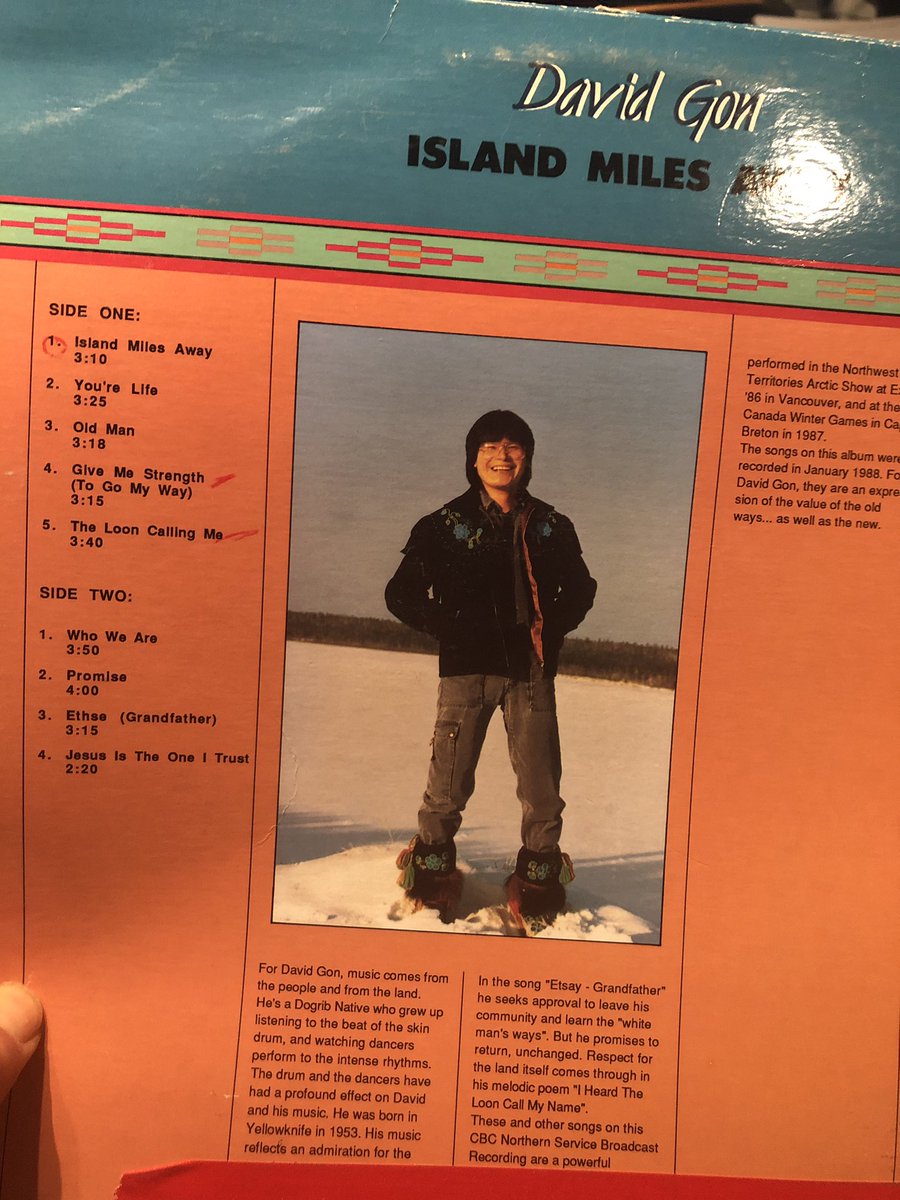 David Gon
ISLAND MILES
SIDE ONE:
1. Island Miles Away
3:10
2. You're Life
3:25
3. Old Man
3:18
4. Give Me Strength
(To Go My Way)
3:15
5. The Loon Calling Me
3:40
SIDE TWO:
1. Who We Are
3:50
2. Promise
4:00
3. Ethse (Grandfather)
3:15
4. Jesus Is The One I Trust
2:20
For David Gon, music comes from
the people and from the land.
He's a Dogrib Native who grew up
listening to the beat of the skin
drum, and watching dancers
perform to the intense rhythms.
The drum and the dancers have
had a profound effect on David
and his music. He was born in
Yellowknife in 1953. His music
reflects an admiration for the
In the song "Etsay - Grandfather"
he seeks approval to leave his
community and learn the "white
man's ways". But he promises to
return, unchanged. Respect for
the land itself comes through in
his melodic poem "I Heard The
Loon Call My Name".
These and other songs on this
CBC Northern Service Broadcast
Recording are a powerful
performed in the Northwest
Territories Arctic Show at
'86 in Vancouver, and at the
Canada Winter Games in
Breton in 1987.
The songs on this album were
recorded in January 1988.
David Gon, they are an
sion of the value of the old
ways... as well as the new.